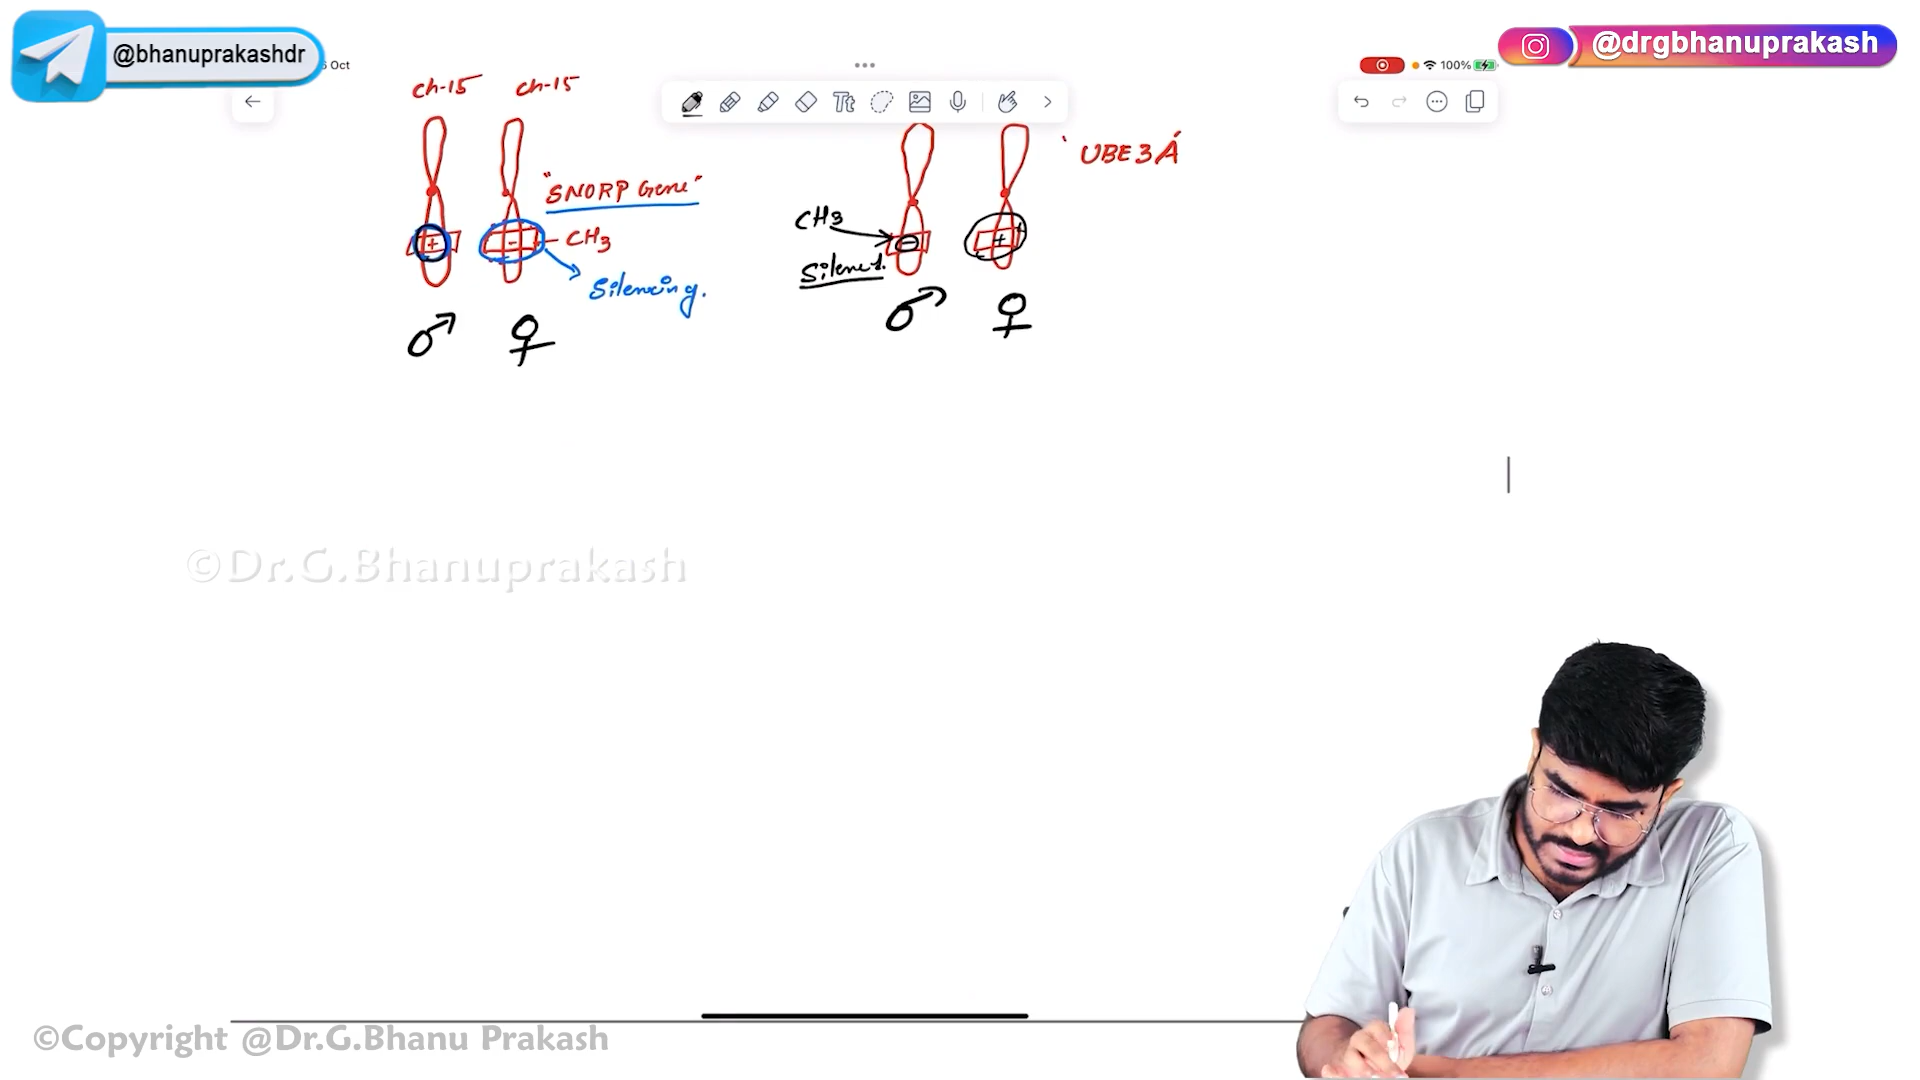 @bhanuprakashdr
Oct
100%
@drgbhanuprakash
Ch-15 Ch-15
Tt
"SNORP Gene"
CH3
Silencing.
UBE3A
CH3
©Dr.G.Bhanuprakash
©Copyright @Dr.G.Bhanu Prakash